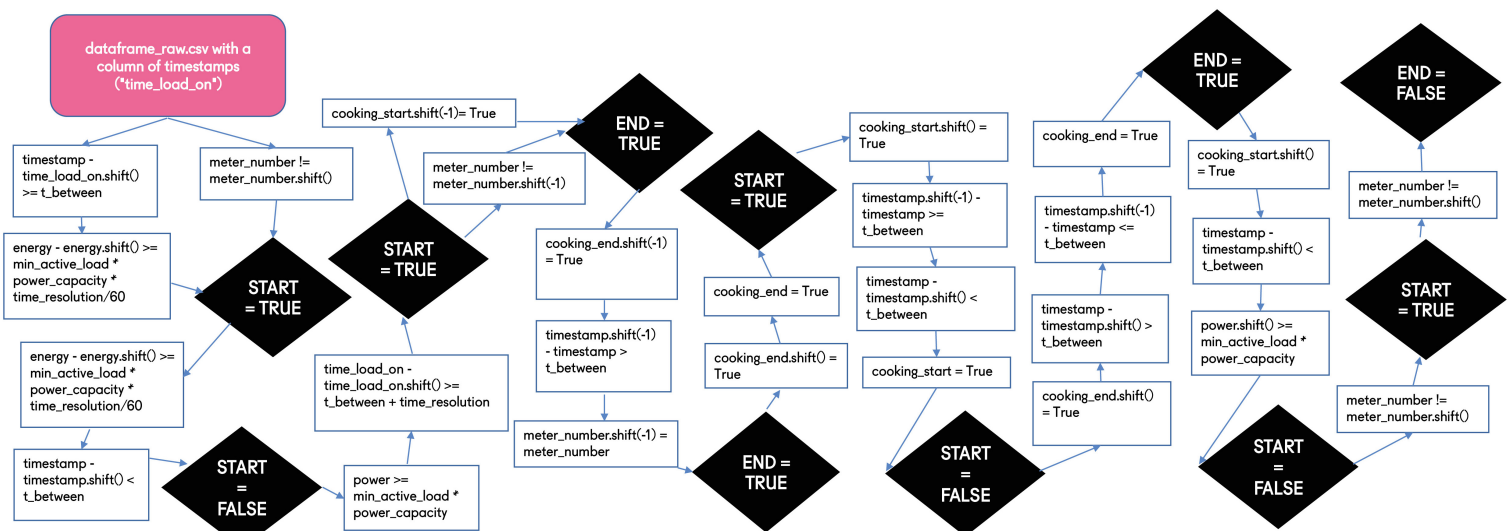 dataframe_raw.csv with a
column of timestamps
("time_load_on")
timestamp -
time_load_on.shift()
>= t_between
meter_number !=
meter_number.shift()
energy - energy.shift() >=
min_active_load *
power_capacity *
time_resolution/60
START
= TRUE
energy - energy.shift() >=
min_active_load *
power_capacity *
time_resolution/60
timestamp -
timestamp.shift() <
t_between
START
=
FALSE
power >=
min_active_load *
power_capacity
time_load_on -
time_load_on.shift() >=
t_between + time_resolution
START
= TRUE
cooking_start.shift(-1)= True
meter_number !=
meter_number.shift(-1)
END =
TRUE
cooking_end.shift(-1)
= True
timestamp.shift(-1)
- timestamp >
t_between
meter_number.shift(-1) =
meter_number
END =
TRUE
cooking_end.shift() =
True
cooking_end = True
START
= TRUE
cooking_start.shift() =
True
timestamp.shift(-1) -
timestamp >=
t_between
timestamp -
timestamp.shift() <
t_between
cooking_start = True
START
=
FALSE
cooking_end.shift()
= True
timestamp -
timestamp.shift() >
t_between
timestamp.shift(-1)
- timestamp <=
t_between
cooking_end = True
END =
TRUE
cooking_start.shift()
= True
timestamp -
timestamp.shift() <
t_between
power.shift() >=
min_active_load *
power_capacity
START
=
FALSE
meter_number !=
meter_number.shift()
START
= TRUE
meter_number !=
meter_number.shift()
END =
FALSE